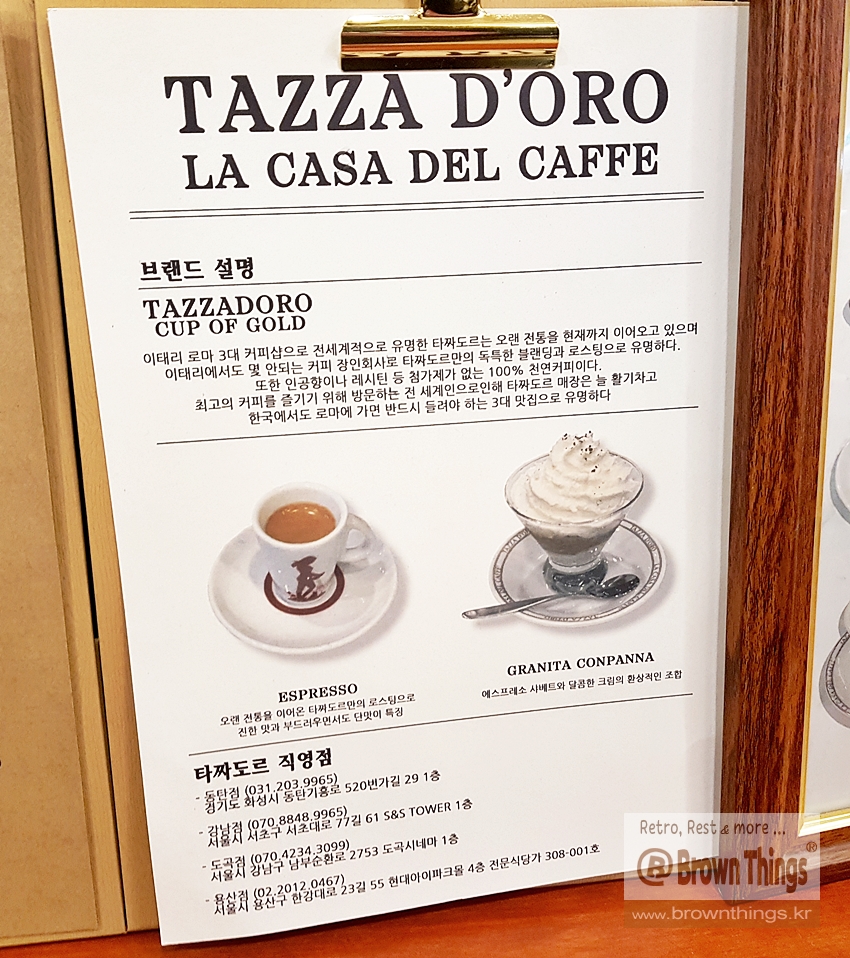 TAZZA D'ORO
LA CASA DEL CAFFE
브랜드 설명
TAZZADORO
CUP OF GOLD
이태리 로마 3대 커피샵으로 전세계적으로 유명한 타짜도르는 오랜 전통을 현재까지 이어오고 있으며
이태리에서도 몇 안되는 커피 장인회사로 타짜도르만의 독특한 블랜딩과 로스팅으로 유명하다.
또한 인공향이나 레시틴 등 첨가제가 없는 100% 천연커피이다.
최고의 커피를 즐기기 위해 방문하는 전 세계인으로인해 타짜도르 매장은 늘 활기차고
한국에서도 로마에 가면 반드시 들려야 하는 3대 맛집으로 유명하다
ESPRESSO
오랜 전통을 이어온 타짜도르만의 로스팅으로
진한 맛과 부드러우면서도 단맛이 특징
GRANITA CONPANNA
에스프레소 샤베트와 달콤한 크림의 환상적인 조합
타짜도르 직영점
- 동탄점 (031.203.9965)
경기도 화성시 동탄기흥로 520번가길 29 1층
- 강남점 (070.8848.9965)
서울시 서초구 서초대로 77길 61 S&S TOWER 1층
- 도곡점 (070.4234.3099)
서울시 강남구 남부순환로 2753 도곡시네마 1층
- 용산점 (02.2012.0467)
서울시 용산구 한강대로 23길 55 현대아이파크몰 4층 전문식당가 308-001호
Retro, Rest & more ...
Brown Things®
www.brownthings.kr